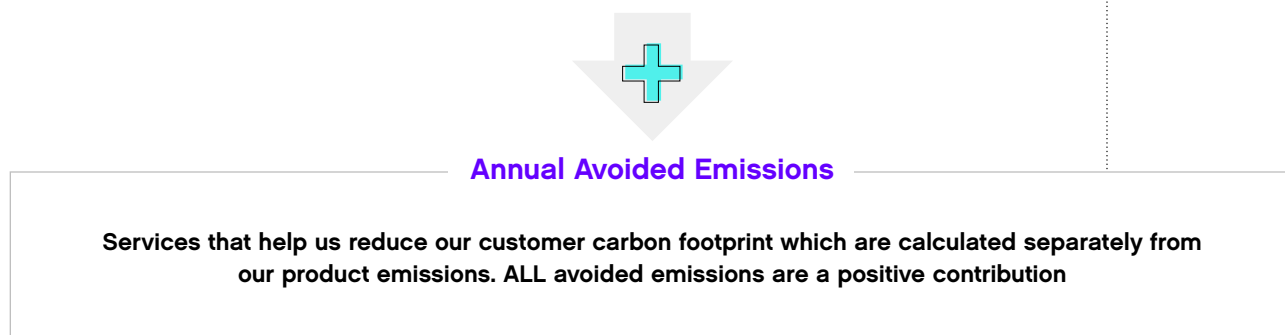 Annual Avoided Emissions
Services that help us reduce our customer carbon footprint which are calculated separately from
our product emissions. ALL avoided emissions are a positive contribution